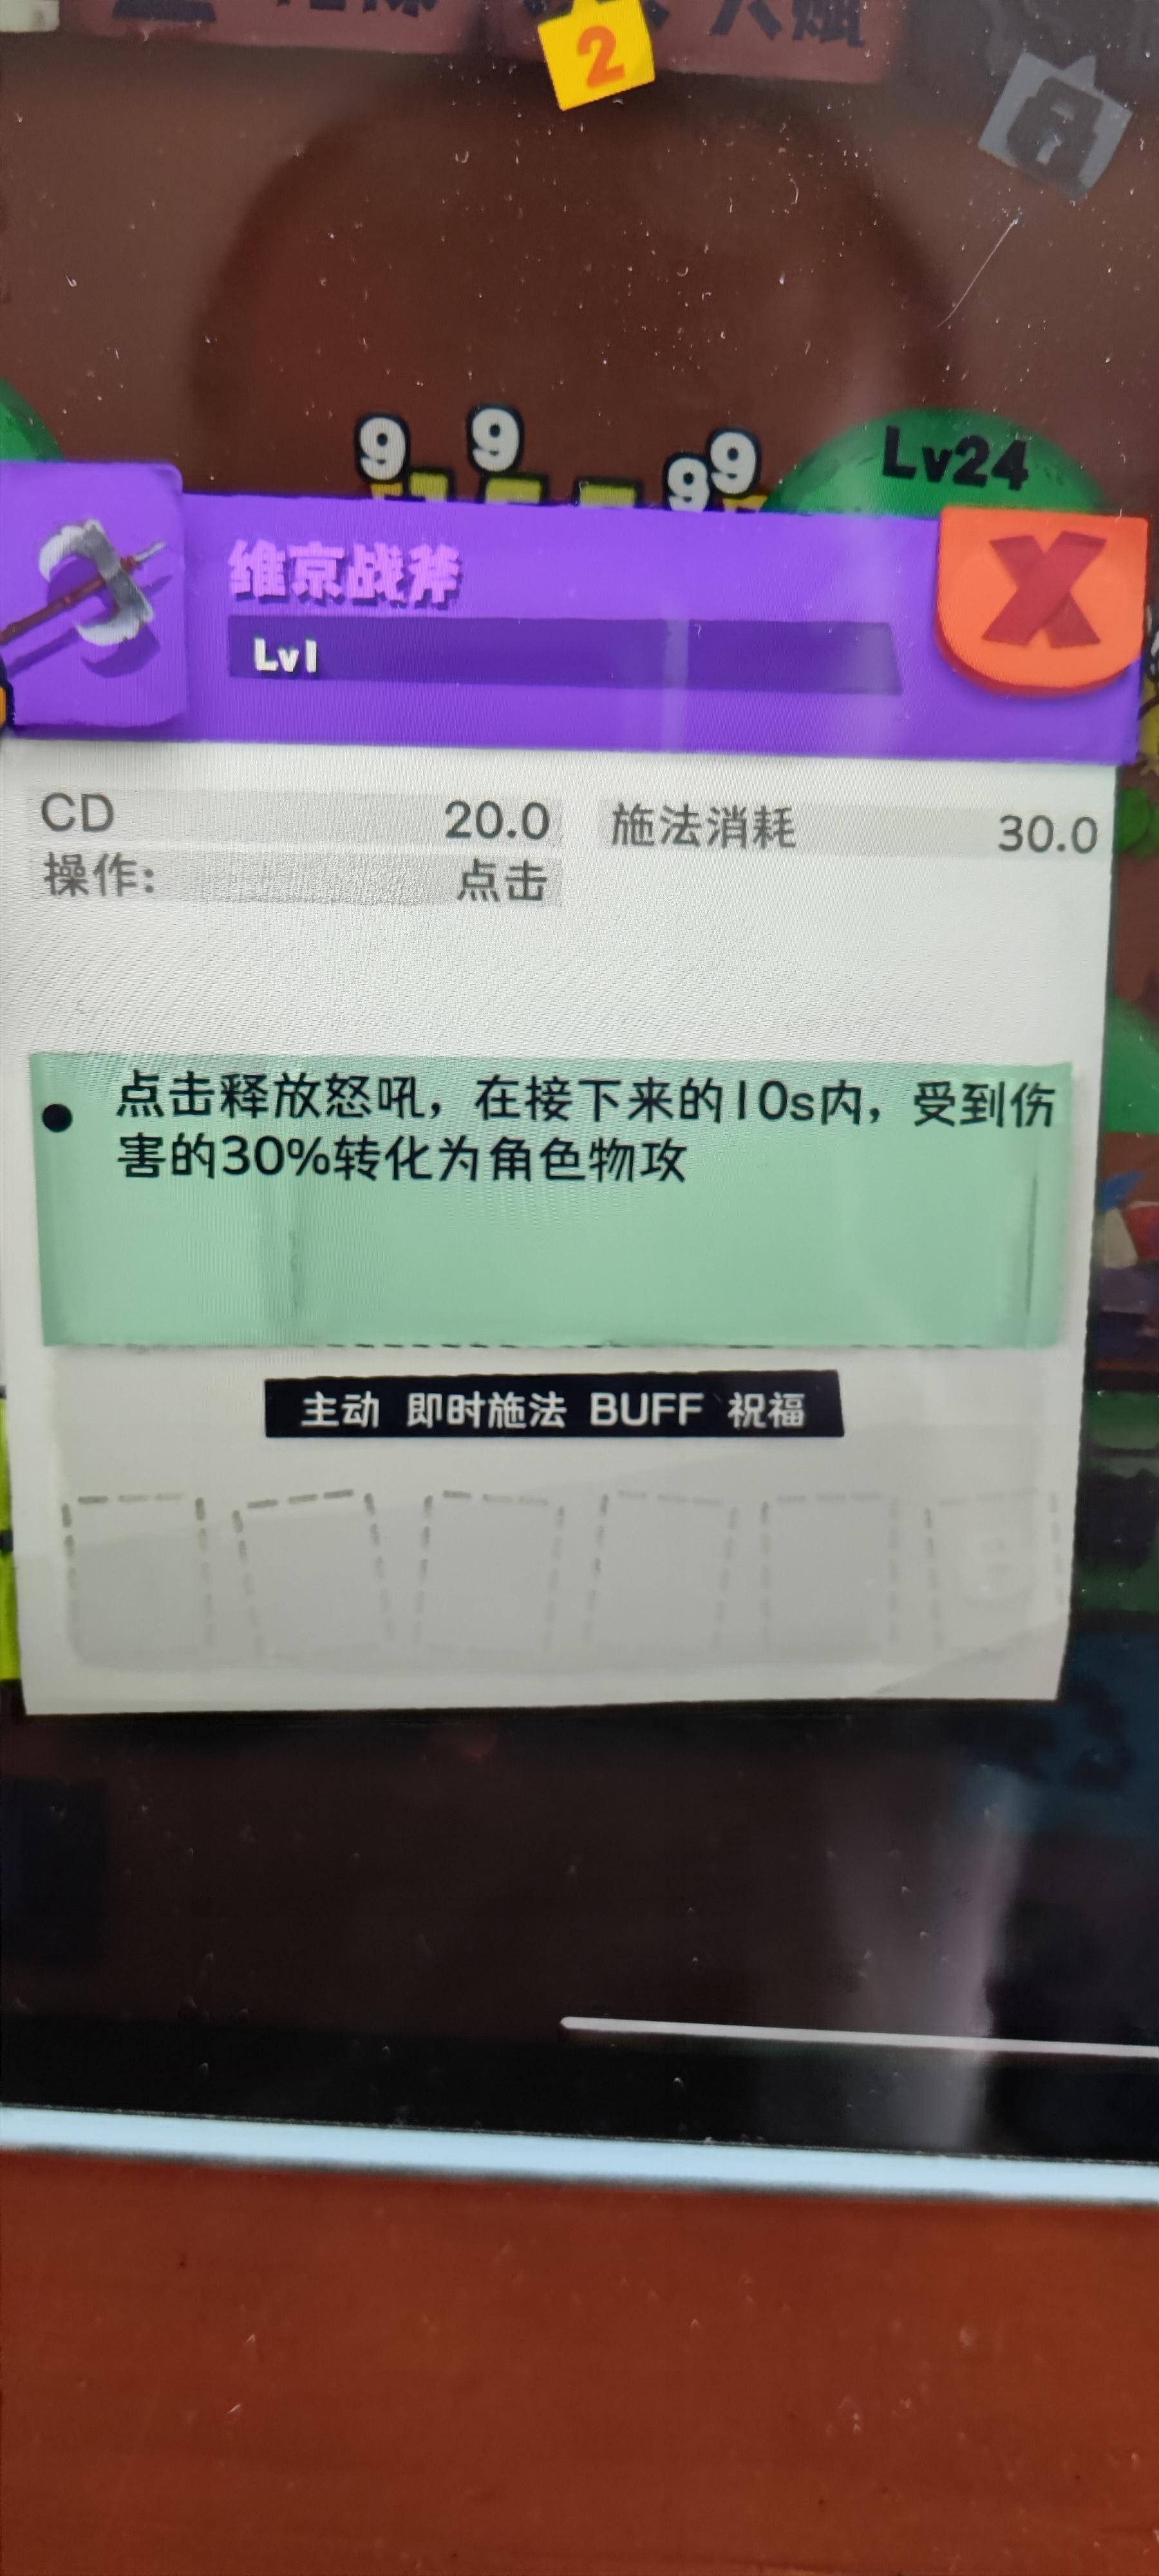 2
9 9 9 9
Lv24
维京战斧
Lv1
CD 20.0 施法消耗 30.0
操作: 点击
点击释放怒吼，在接下来的10s内，受到伤
害的30%转化为角色物攻
主动 即时施法 BUFF 祝福